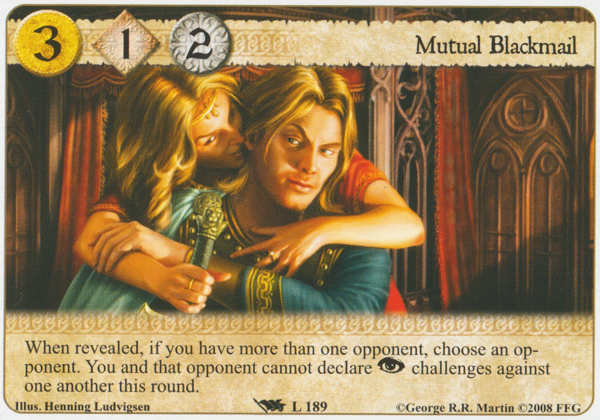 3 1 2 Mutual Blackmail
When revealed, if you have more than one opponent, choose an op-
ponent. You and that opponent cannot declare challenges against
one another this round.
Illus. Henning Ludvigsen L 189 ©George R.R. Martin ©2008 FFG